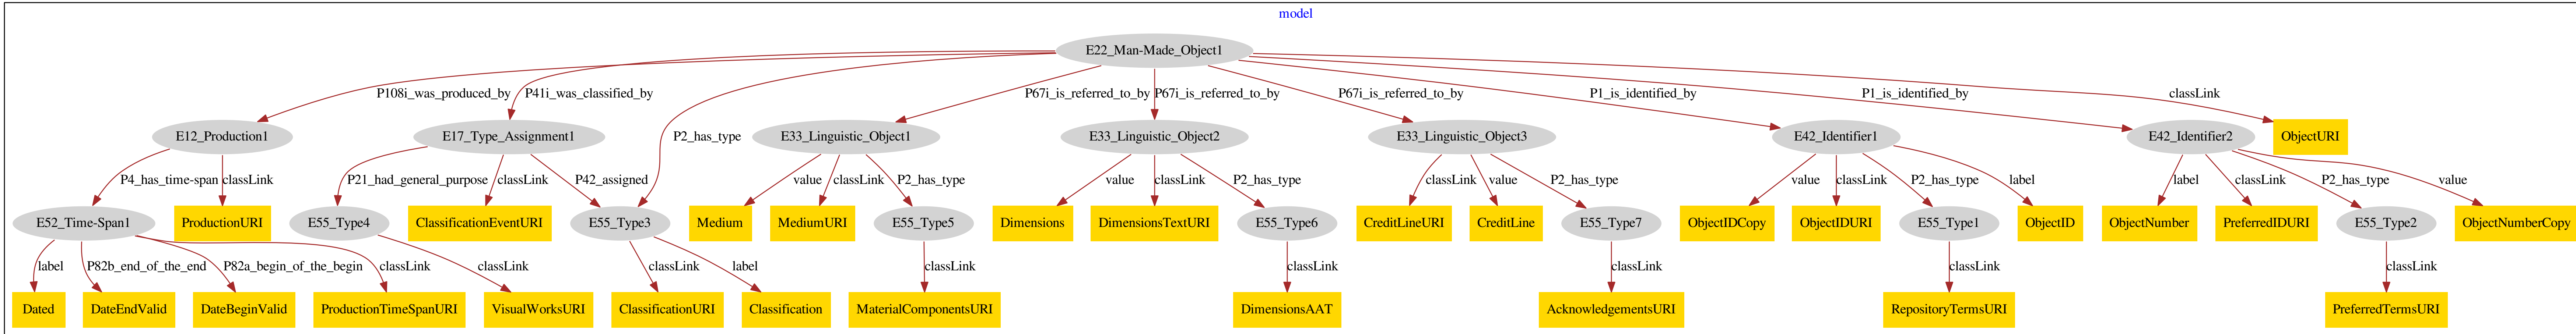 model
E22_Man-Made_Object1
P108i_was_produced_by
P41i_was_classified_by
P67i_is_referred_to_by
P67i_is_referred_to_by
P67i_is_referred_to_by
P1_is_identified_by
P1_is_identified_by
classLink
E12_Production1
E17_Type_Assignment1
P2_has_type
E33_Linguistic_Object1
E33_Linguistic_Object2
E33_Linguistic_Object3
E42_Identifier1
E42_Identifier2
ObjectURI
P4_has_time-span
classLink
P21_had_general_purpose
classLink
P42_assigned
value
classLink
P2_has_type
value
classLink
P2_has_type
classLink
value
P2_has_type
value
classLink
P2_has_type
label
label
classLink
P2_has_type
value
E52_Time-Span1
ProductionURI
E55_Type4
ClassificationEventURI
E55_Type3
Medium
MediumURI
E55_Type5
Dimensions
DimensionsTextURI
E55_Type6
CreditLineURI
CreditLine
E55_Type7
ObjectIDCopy
ObjectIDURI
E55_Type1
ObjectID
ObjectNumber
PreferredIDURI
E55_Type2
ObjectNumberCopy
label
P82b_end_of_the_end
P82a_begin_of_the_begin
classLink
classLink
classLink
label
classLink
classLink
classLink
classLink
classLink
Dated
DateEndValid
DateBeginValid
ProductionTimeSpanURI
VisualWorksURI
ClassificationURI
Classification
MaterialComponentsURI
DimensionsAAT
AcknowledgementsURI
RepositoryTermsURI
PreferredTermsURI